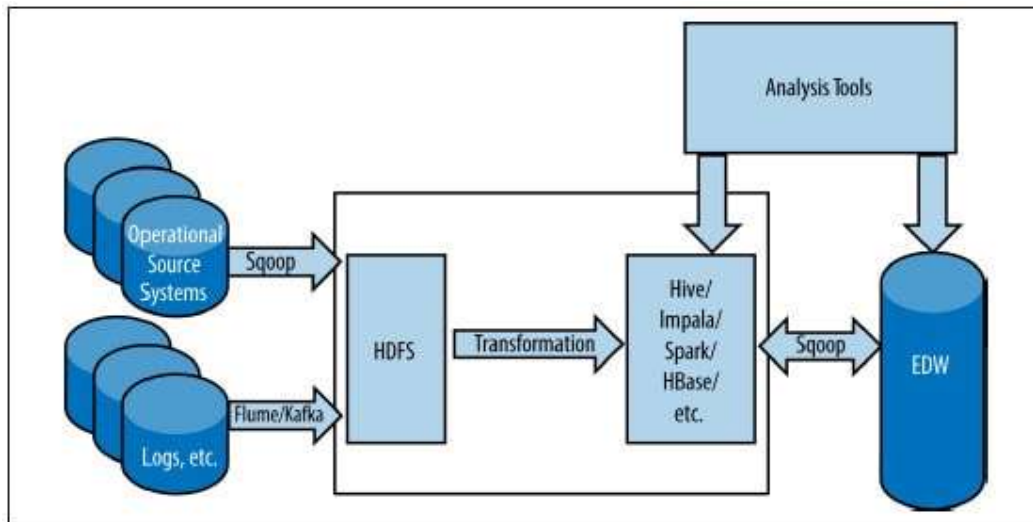 Analysis Tools
Operational
Source
Systems
Sqoop
HDFS
Transformation
Hive/
Impala/
Spark/
HBase/
etc.
Sqoop
EDW
Flume/Kafka
Logs, etc.